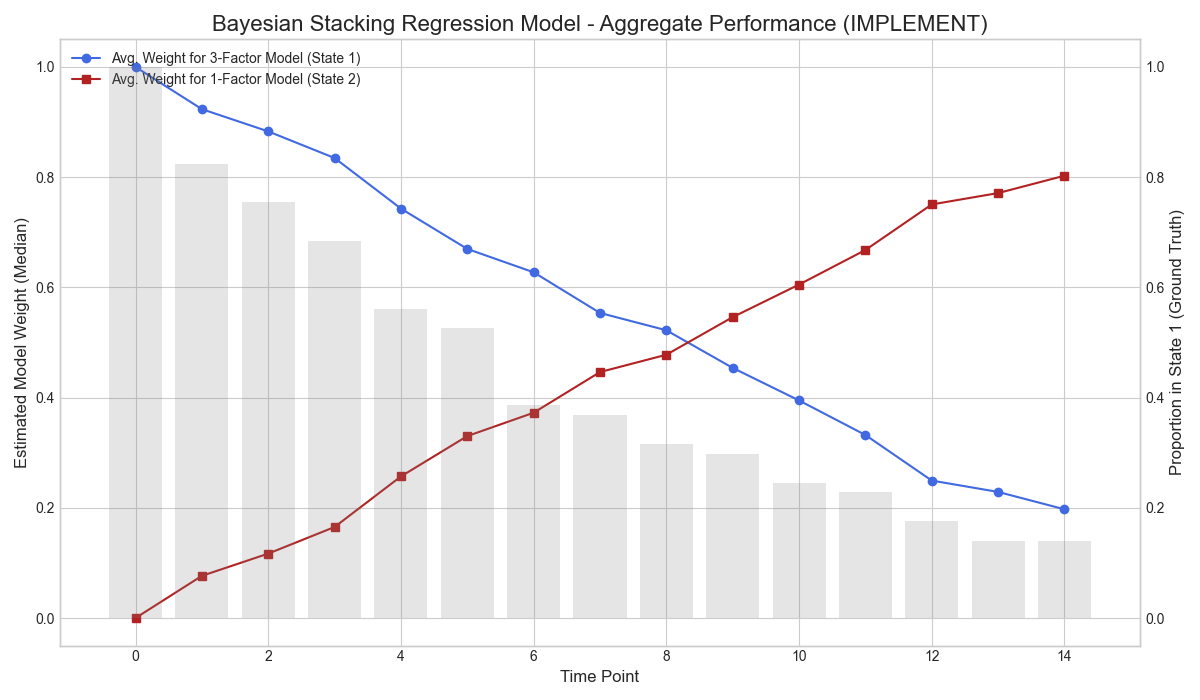 Bayesian Stacking Regression Model - Aggregate Performance (IMPLEMENT)
Avg. Weight for 3-Factor Model (State 1)
Avg. Weight for 1-Factor Model (State 2)
Estimated Model Weight (Median)
1.0
0.8
0.6
0.4
0.2
0.0
1.0
0.8
0.6
0.4
0.2
0.0
Proportion in State 1 (Ground Truth)
0 2 4 6 8 10 12 14
Time Point